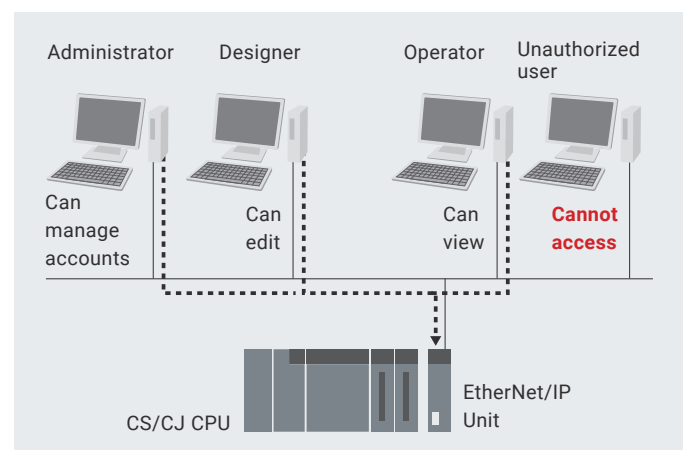 Administrator
Designer
Operator
Unauthorized
user
Can
manage
accounts
Can
edit
Can
view
Cannot
access
CS/CJ CPU
EtherNet/IP
Unit